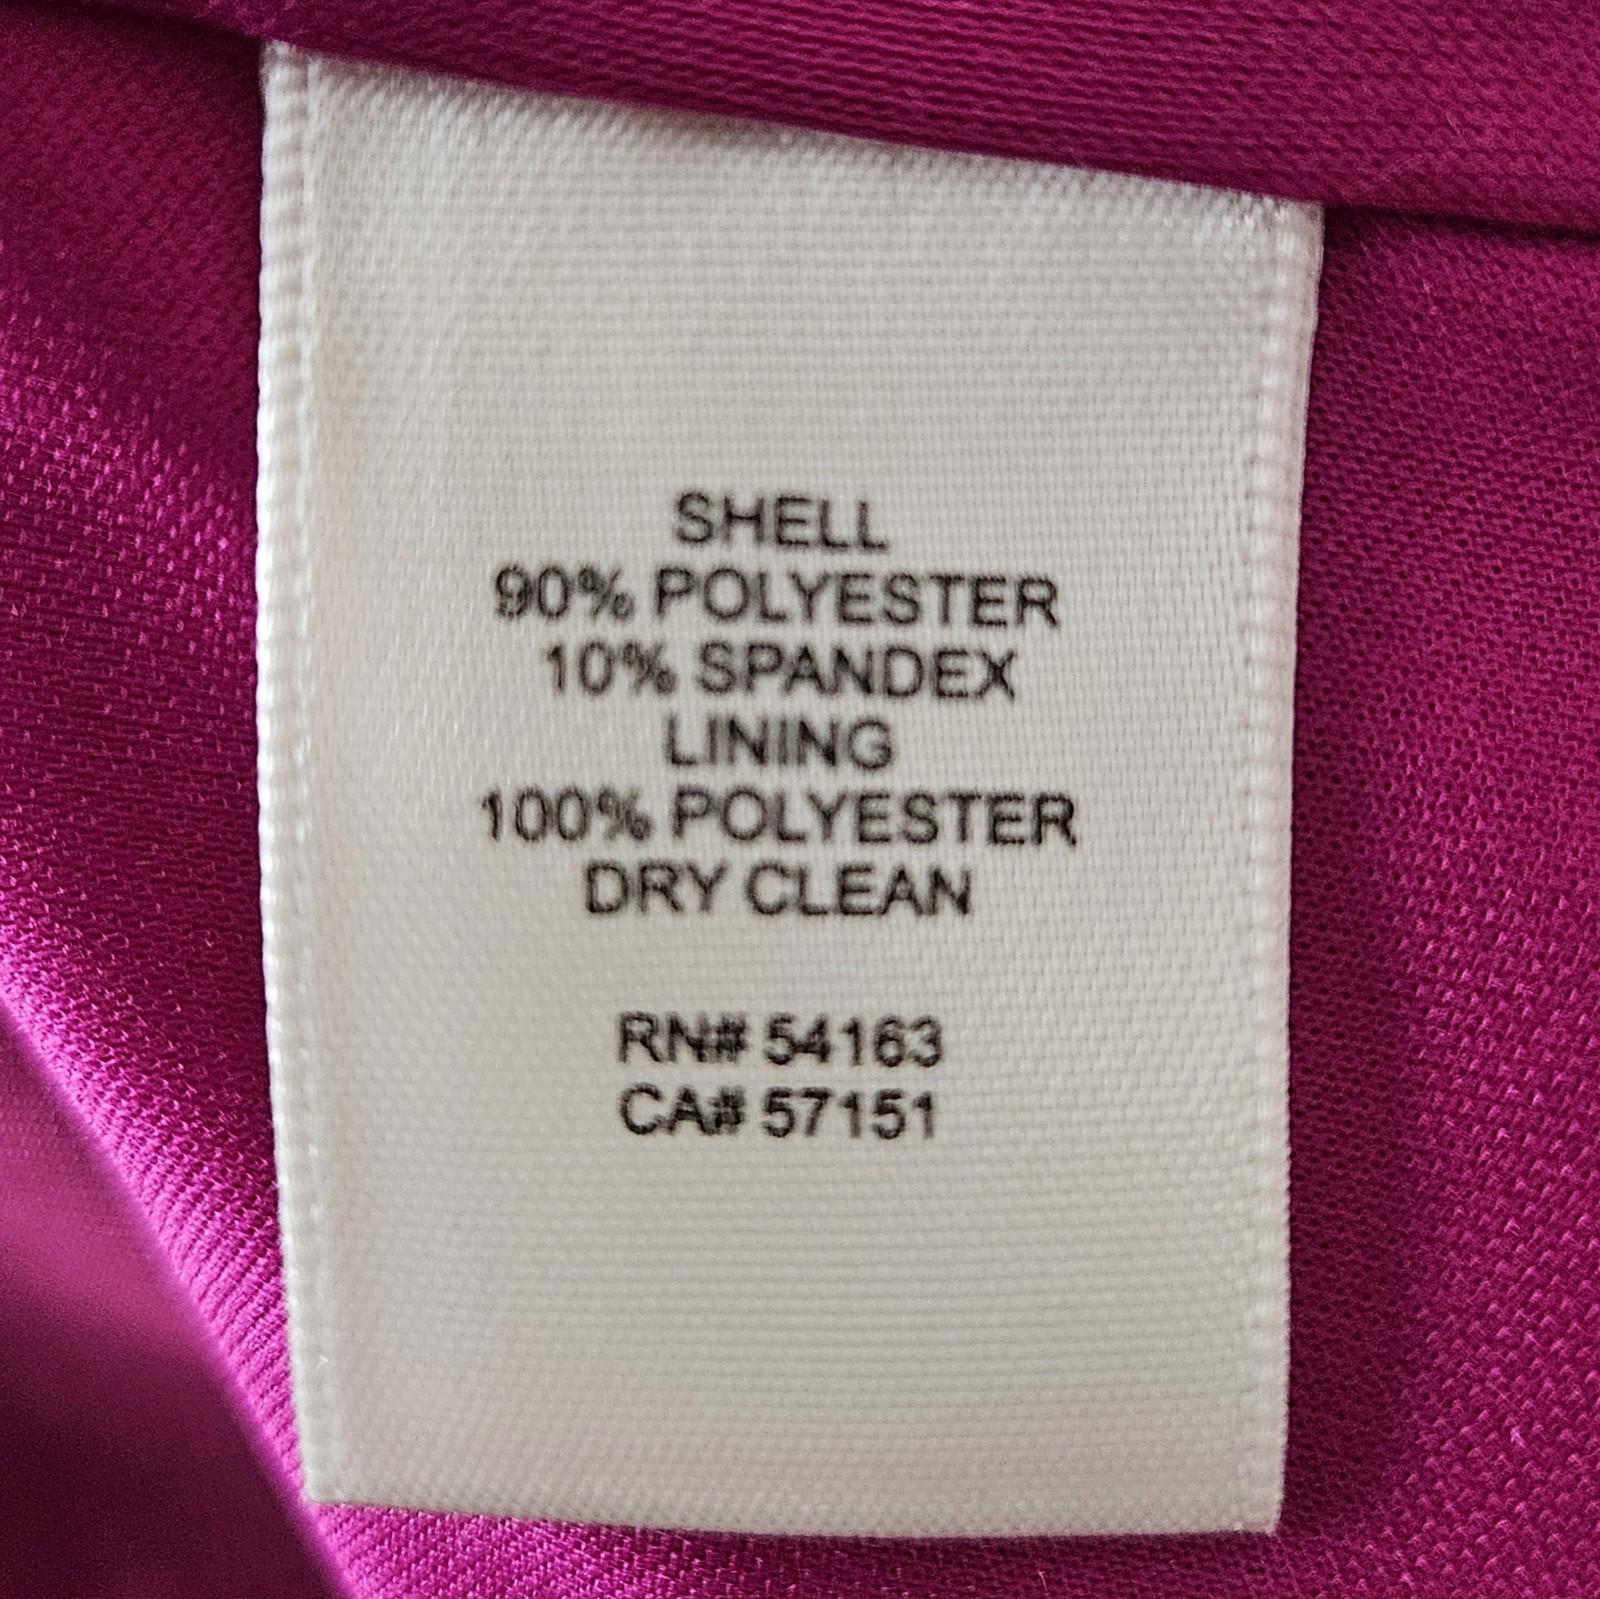 SHELL
90% POLYESTER
10% SPANDEX
LINING
100% POLYESTER
DRY CLEAN
RN# 54163
CA# 57151